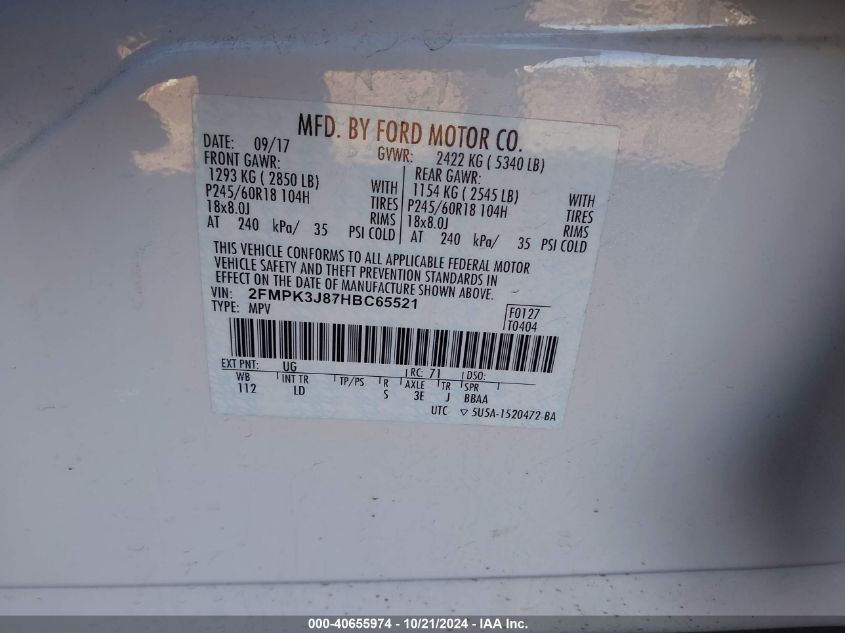 MFD. BY FORD MOTOR CO.
DATE: 09/17 GVWR: 2422 KG ( 5340 LB)
FRONT GAWR: REAR GAWR:
1293 KG ( 2850 LB) WITH 1154 KG ( 2545 LB) WITH
P245/60R18 104H TIRES P245/60R18 104H TIRES
18x8.0J RIMS 18x8.0J RIMS
AT 240 kPa/ 35 PSI COLD AT 240 kPa/ 35 PSI COLD
THIS VEHICLE CONFORMS TO ALL APPLICABLE FEDERAL MOTOR
VEHICLE SAFETY AND THEFT PREVENTION STANDARDS IN
EFFECT ON THE DATE OF MANUFACTURE SHOWN ABOVE.
VIN: 2FMPK3J87HBC65521 F0127
TYPE: MPV T0404
EXT PNT: UG RC: 71 DSO:
WB INT TR TP/PS R AXLE TR SPR
112 LD S 3E J BBAA
UTC ▽ 5U5A-1520472-BA
000-40655974 - 10/21/2024 - IAA Inc.